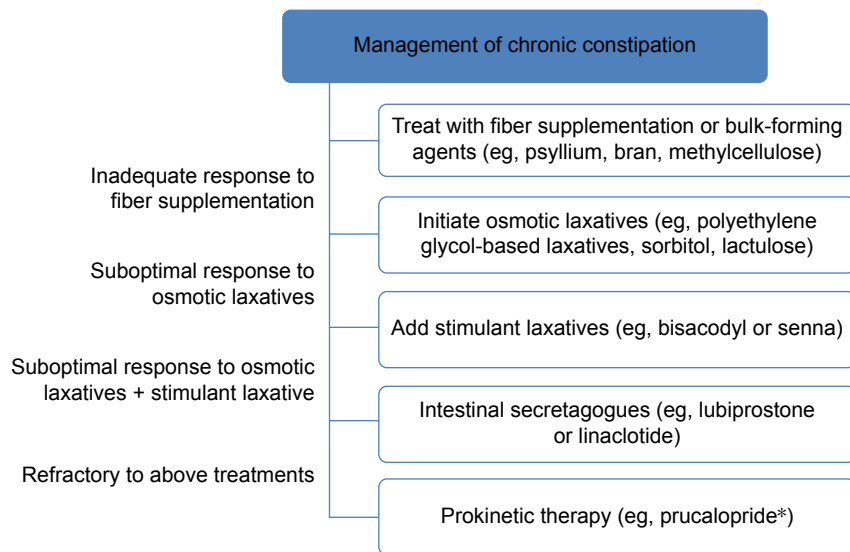 Management of chronic constipation
Treat with fiber supplementation or bulk-forming
agents (eg, psyllium, bran, methylcellulose)
Inadequate response to
fiber supplementation
Initiate osmotic laxatives (eg, polyethylene
glycol-based laxatives, sorbitol, lactulose)
Suboptimal response to
osmotic laxatives
Add stimulant laxatives (eg, bisacodyl or senna)
Suboptimal response to osmotic
laxatives + stimulant laxative
Intestinal secretagogues (eg, lubiprostone
or linaclotide)
Refractory to above treatments
Prokinetic therapy (eg, prucalopride*)